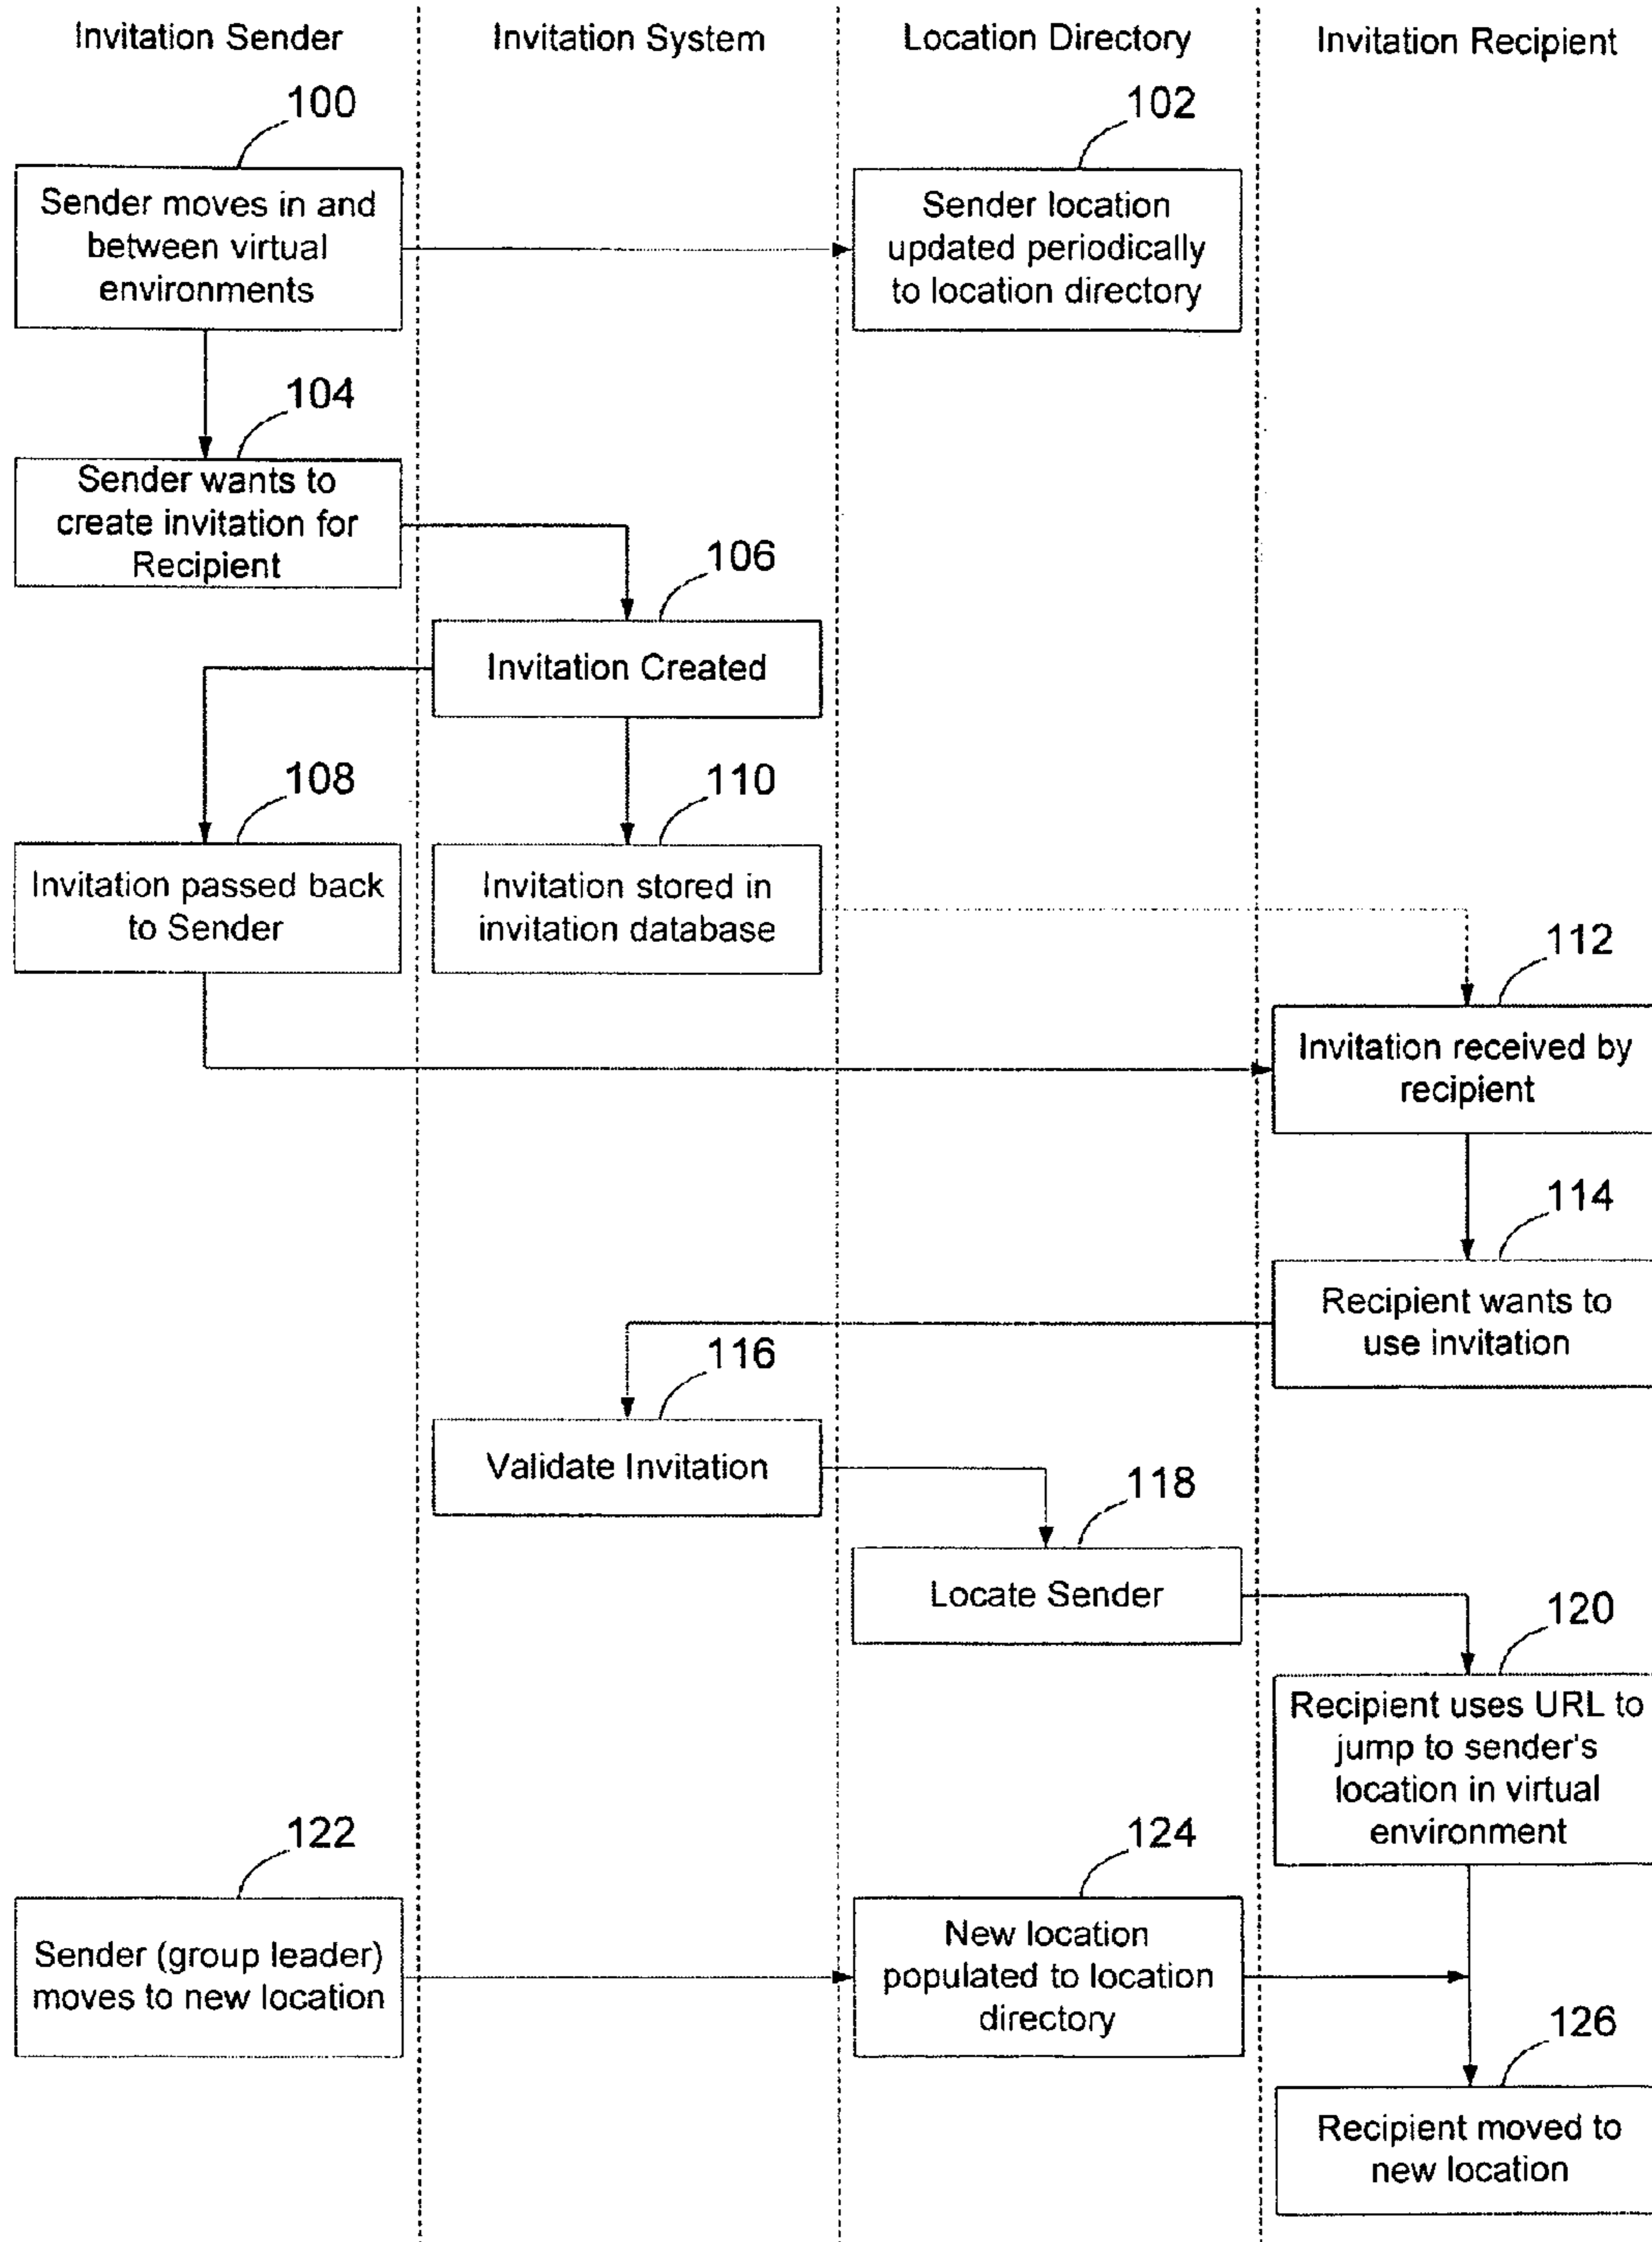 Invitation Sender
Invitation System
Location Directory
Invitation Recipient
100
102
Sender moves in and
between virtual
environments
Sender location
updated periodically
to location directory
104
Sender wants to
create invitation for
Recipient
106
Invitation Created
108
110
Invitation passed back
to Sender
Invitation stored in
invitation database
112
Invitation received by
recipient
114
Recipient wants to
use invitation
116
Validate Invitation
118
Locate Sender
120
Recipient uses URL to
jump to sender's
location in virtual
environment
122
124
Sender (group leader)
moves to new location
New location
populated to location
directory
126
Recipient moved to
new location